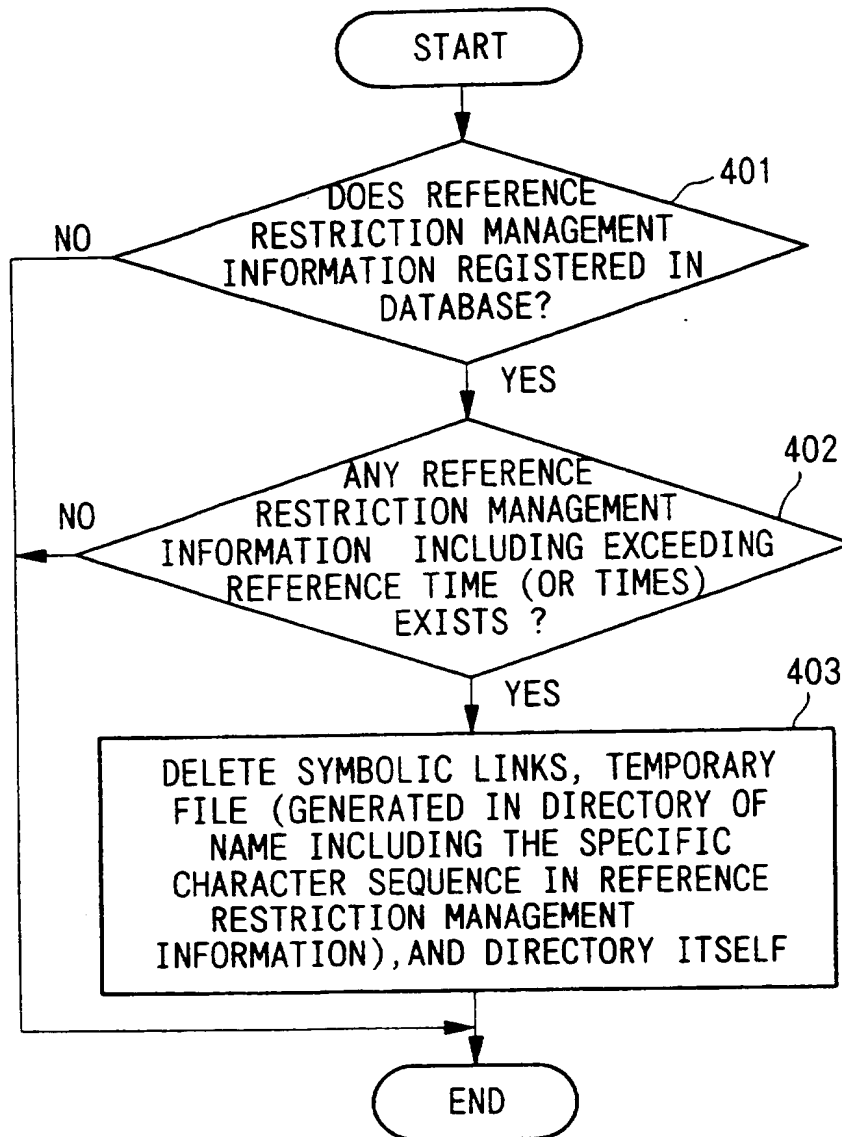 START
401
DOES REFERENCE
RESTRICTION MANAGEMENT
INFORMATION REGISTERED IN
DATABASE?
NO
YES
402
ANY REFERENCE
RESTRICTION MANAGEMENT
INFORMATION INCLUDING EXCEEDING
REFERENCE TIME (OR TIMES)
EXISTS ?
NO
YES
403
DELETE SYMBOLIC LINKS, TEMPORARY
FILE (GENERATED IN DIRECTORY OF
NAME INCLUDING THE SPECIFIC
CHARACTER SEQUENCE IN REFERENCE
RESTRICTION MANAGEMENT
INFORMATION),AND DIRECTORY ITSELF
END